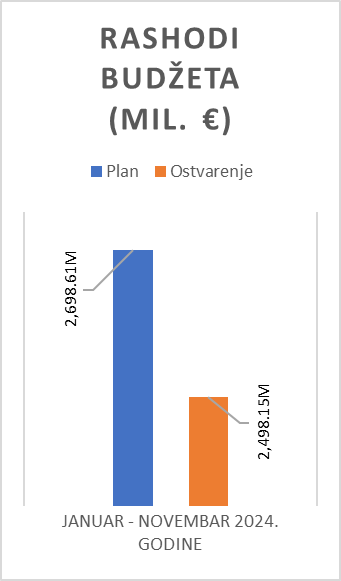 RASHODI
BUDŽETA
(MIL. €)
Plan
Ostvarenje
2,698.61M
2,498.15M
JANUAR - NOVEMBAR 2024.
GODINE